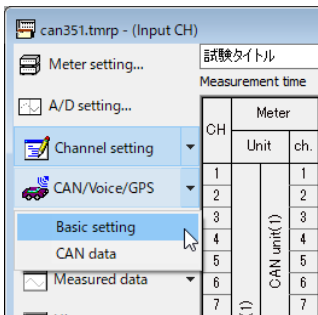 can351.tmrp - (Input CH)
Meter setting...
試験タイトル
Measurement time
A/D setting...
CH
Meter
Unit
ch.
Channel setting
CAN/Voice/GPS
Basic setting
CAN data
Measured data
1
2
3
4
5
6
7
CAN unit(1)
1
2
3
4
5
6
7